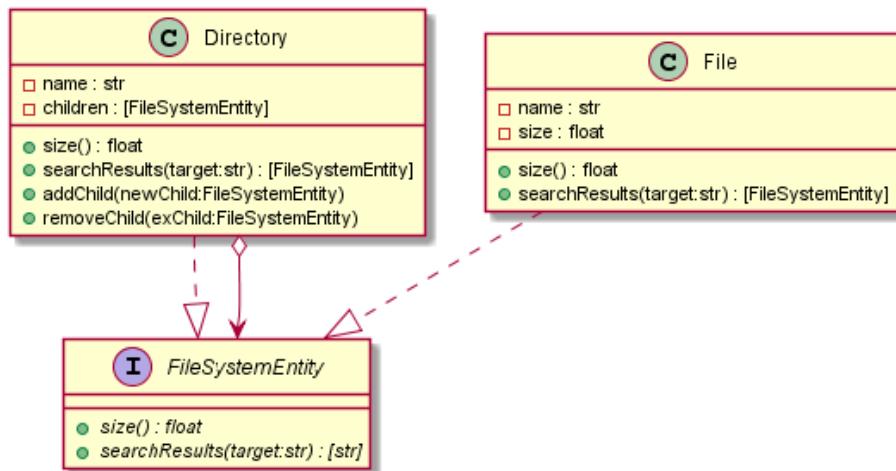 C Directory
name : str
children : [FileSystemEntity]
size() : float
searchResults(target:str) : [FileSystemEntity]
addChild(newChild:FileSystemEntity)
removeChild(exChild:FileSystemEntity)
C File
name : str
size : float
size() : float
searchResults(target:str) : [FileSystemEntity]
I FileSystemEntity
size() : float
searchResults(target:str) : [str]